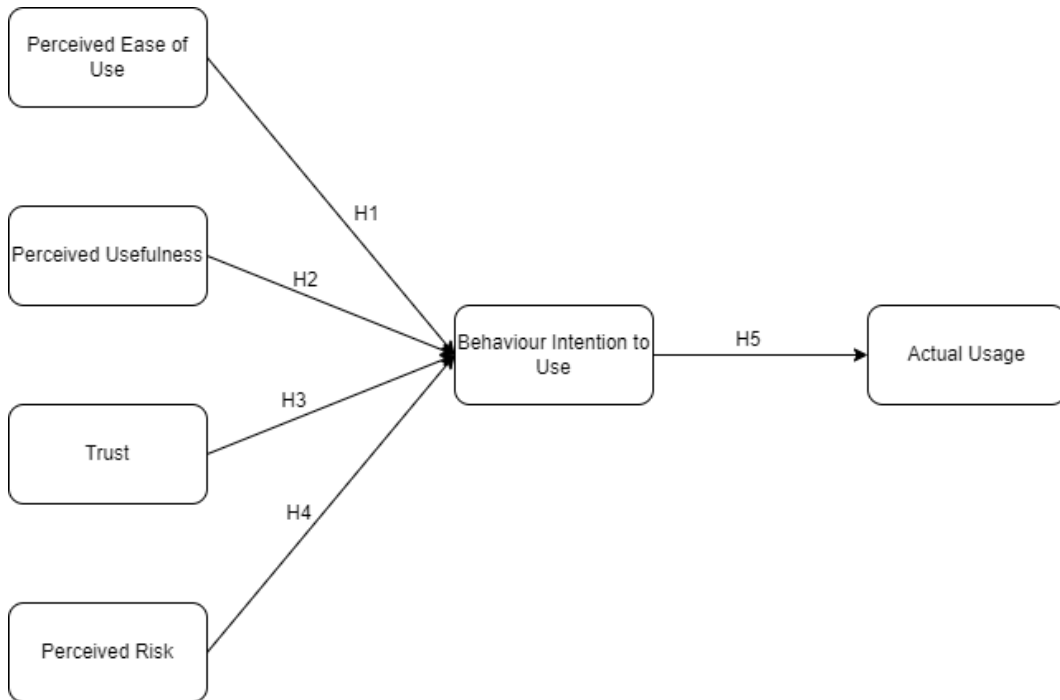 Perceived Ease of
Use
H1
Perceived Usefulness
H2
Behaviour Intention to
Use
H5
Actual Usage
H3
Trust
H4
Perceived Risk